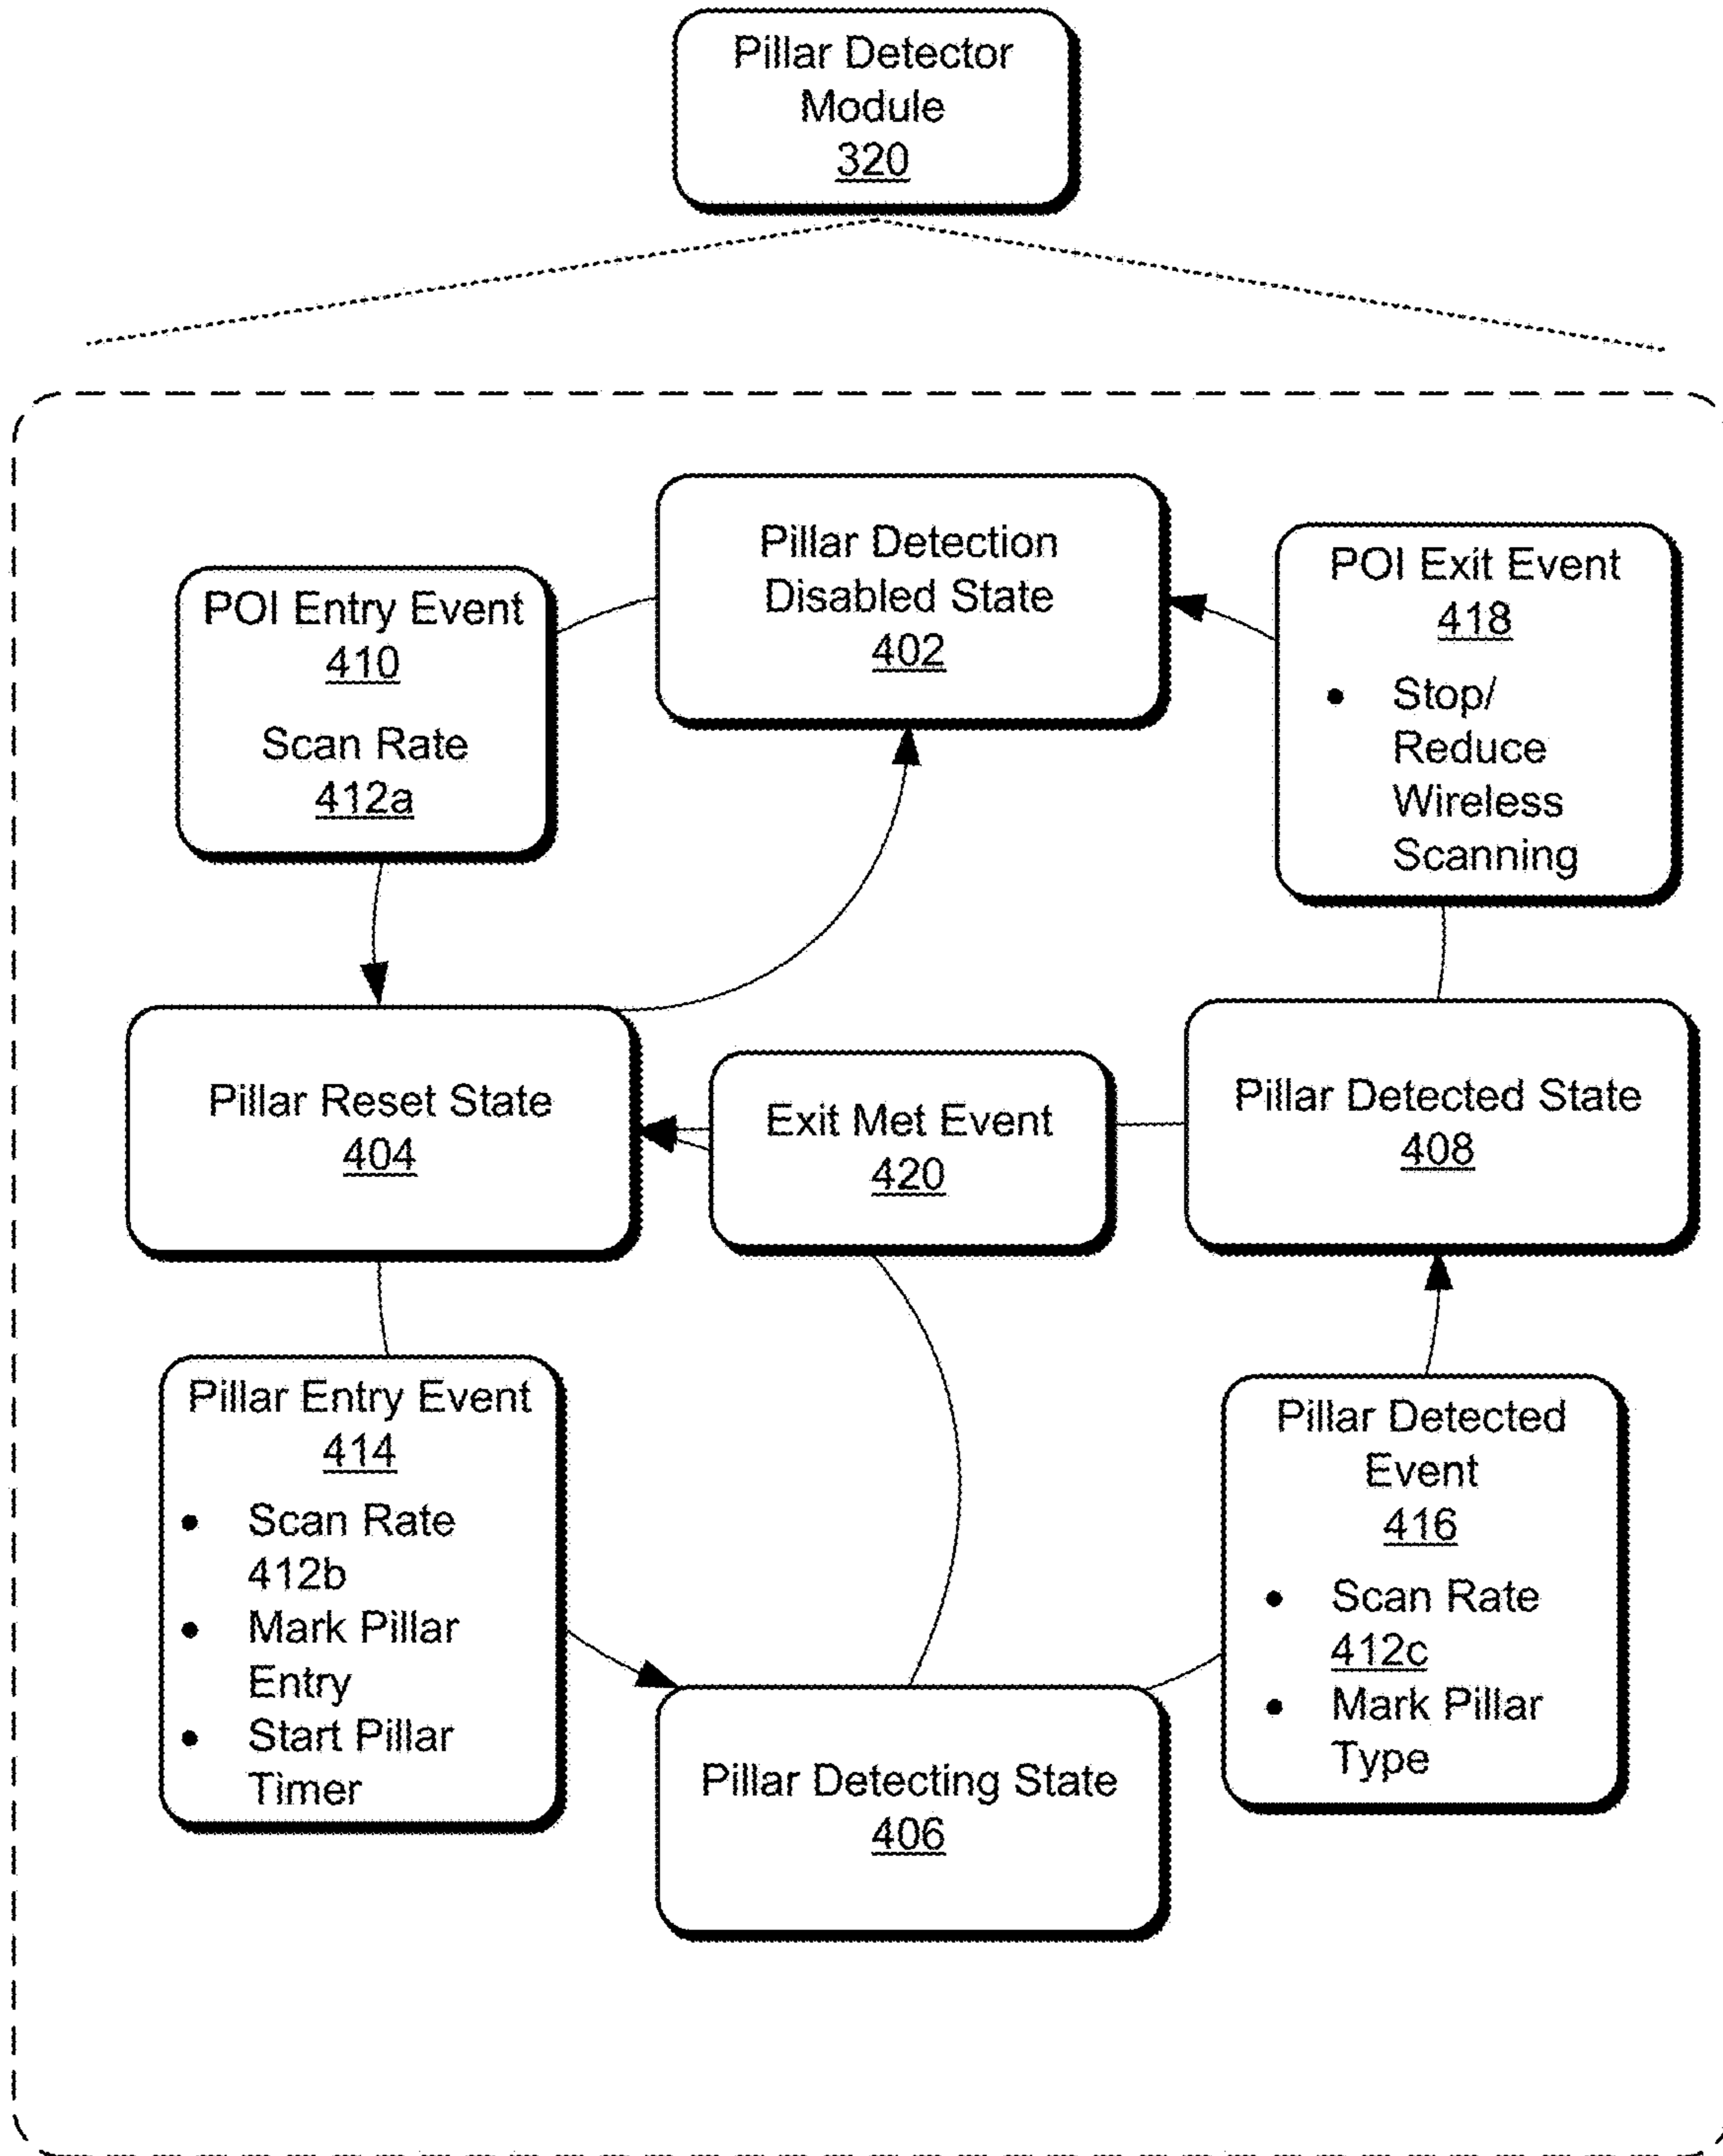 Pillar Detector
Module
320
Pillar Detection
Disabled State
402
POI Entry Event
410
Scan Rate
412a
POI Exit Event
418
• Stop/
Reduce
Wireless
Scanning
Pillar Reset State
404
Exit Met Event
420
Pillar Detected State
408
Pillar Entry Event
414
• Scan Rate
412b
• Mark Pillar
Entry
• Start Pillar
Timer
Pillar Detecting State
406
Pillar Detected
Event
416
• Scan Rate
412c
• Mark Pillar
Type